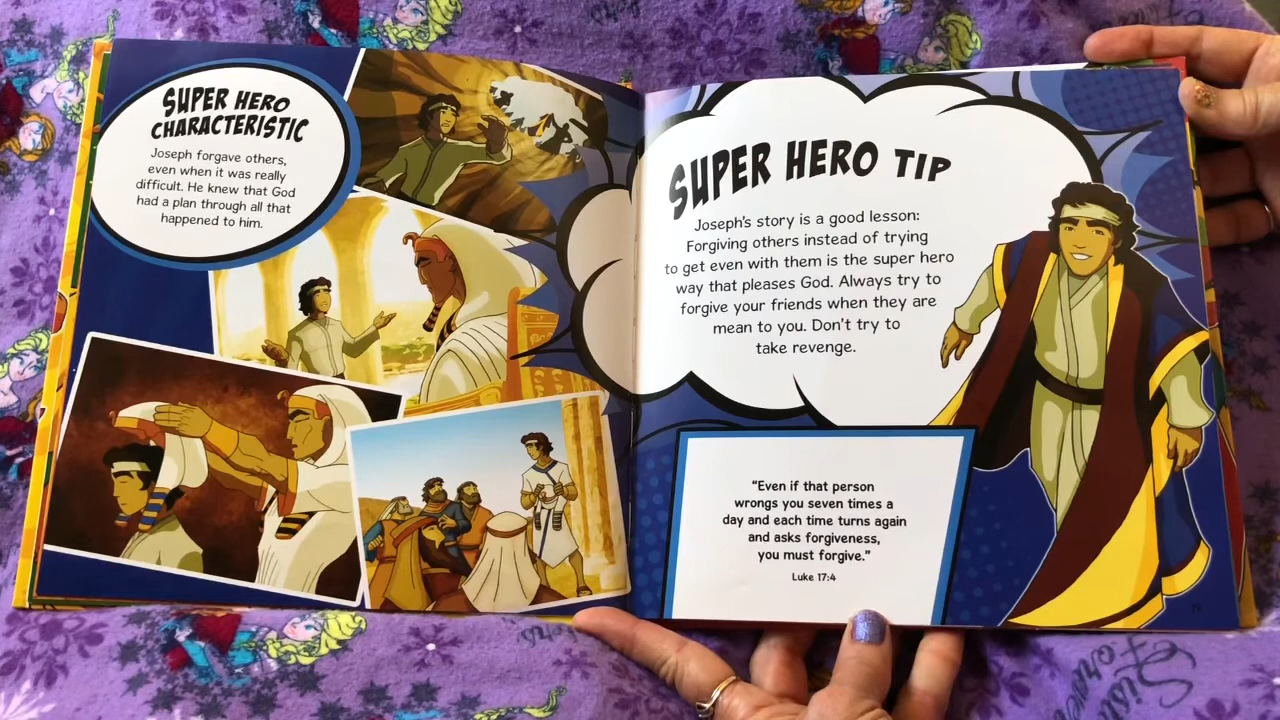 SUPER HERO
CHARACTERISTIC
Joseph forgave others,
even when it was really
difficult. He knew that God
had a plan through all that
happened to him.
SUPER HERO TIP
Joseph's story is a good lesson:
Forgiving others instead of trying
to get even with them is the super hero
way that pleases God. Always try to
forgive your friends when they are
mean to you. Don't try to
take revenge.
"Even if that person
wrongs you seven times a
day and each time turns again
and asks forgiveness,
you must forgive."
Luke 17:4